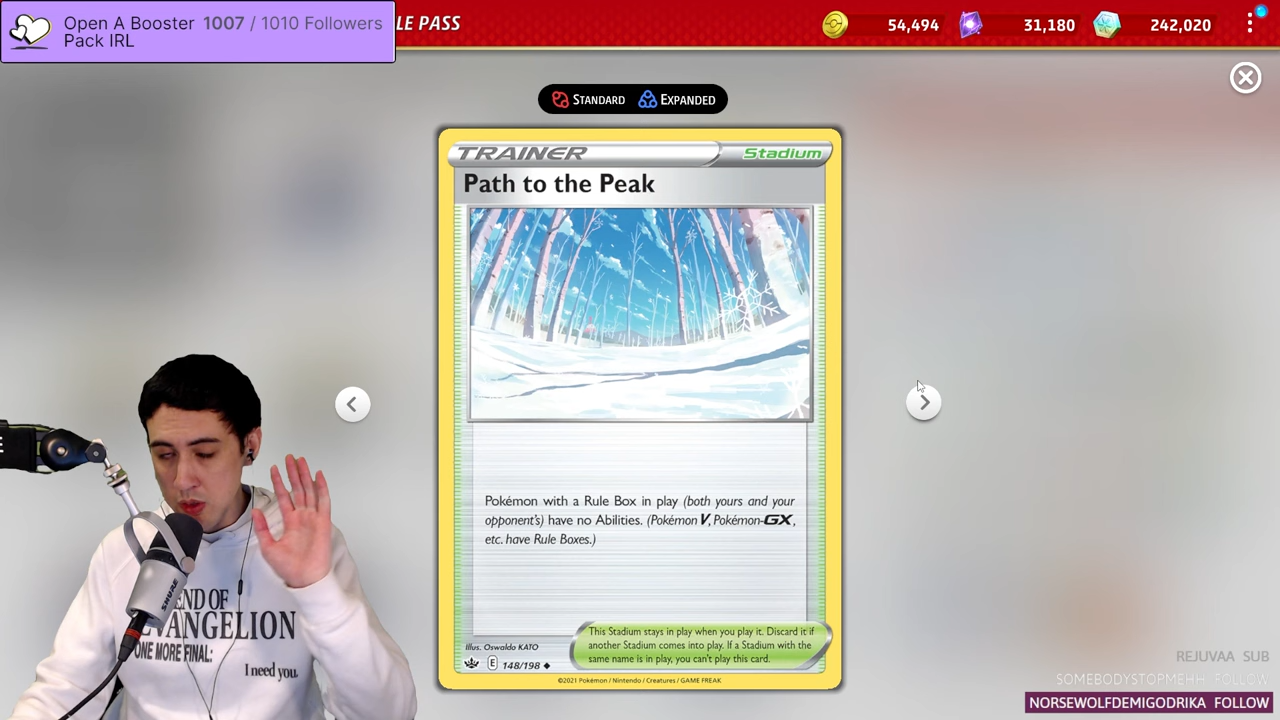 Open A Booster 1007 / 1010 Followers
Pack IRL
LE PASS
54,494
31,180
242,020
STANDARD EXPANDED
TRAINER Stadium
Path to the Peak
Pokémon with a Rule Box in play (both yours and your
opponent's) have no Abilities. (Pokémon V, Pokémon-GX,
etc. have Rule Boxes.)
This Stadium stays in play when you play it. Discard it if
another Stadium comes into play. If a Stadium with the
same name is in play, you can't play this card.
Illus. Oswaldo KATO
E 148/198
©2021 Pokémon / Nintendo / Creatures / GAME FREAK
END OF
EVANGELION
ONE MORE FINAL:
I need you.
SHURE
REJUVAA SUB
SOMEBODYSTOPMEHH FOLLOW
NORSEWOLFDEMIGODRIKA FOLLOW